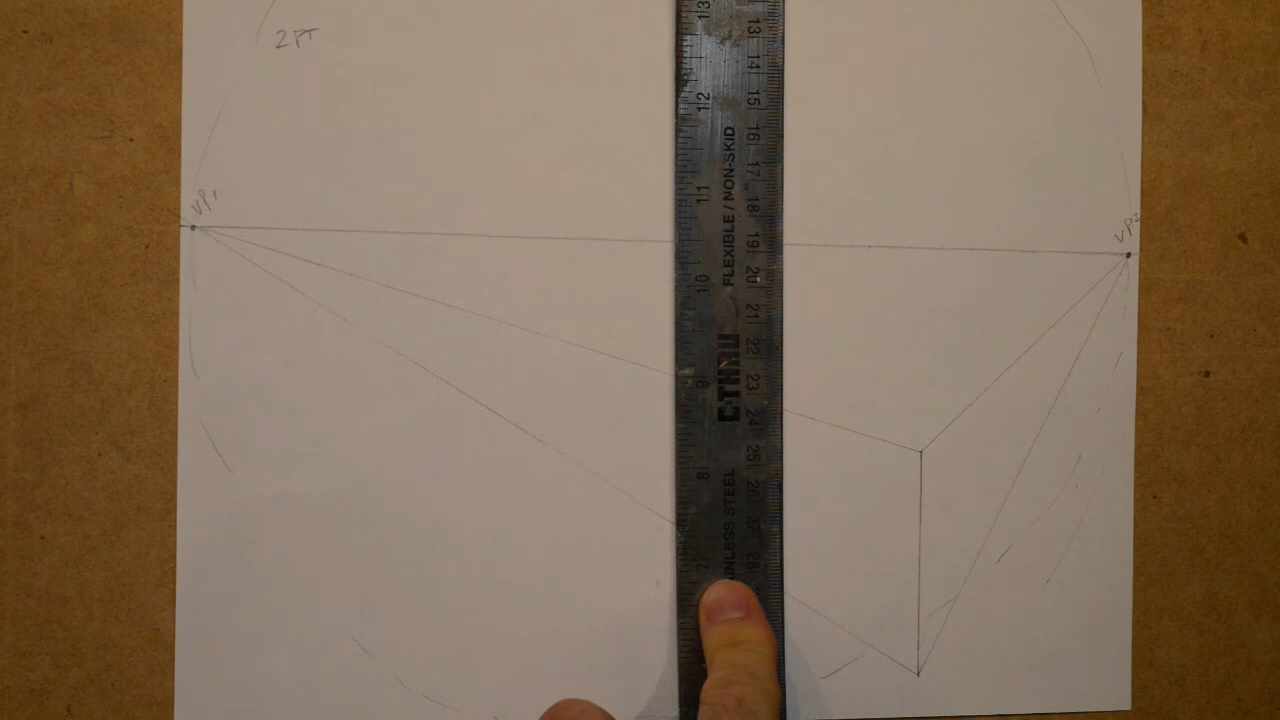 2PT
VP1
VP2
13 12 11 10 9 8 7
FLEXIBLE / NON-SKID
C-THRU
INLESS STEEL
13 14 15 16 17 18 19 20 21 22 23 24 25 26 27 28